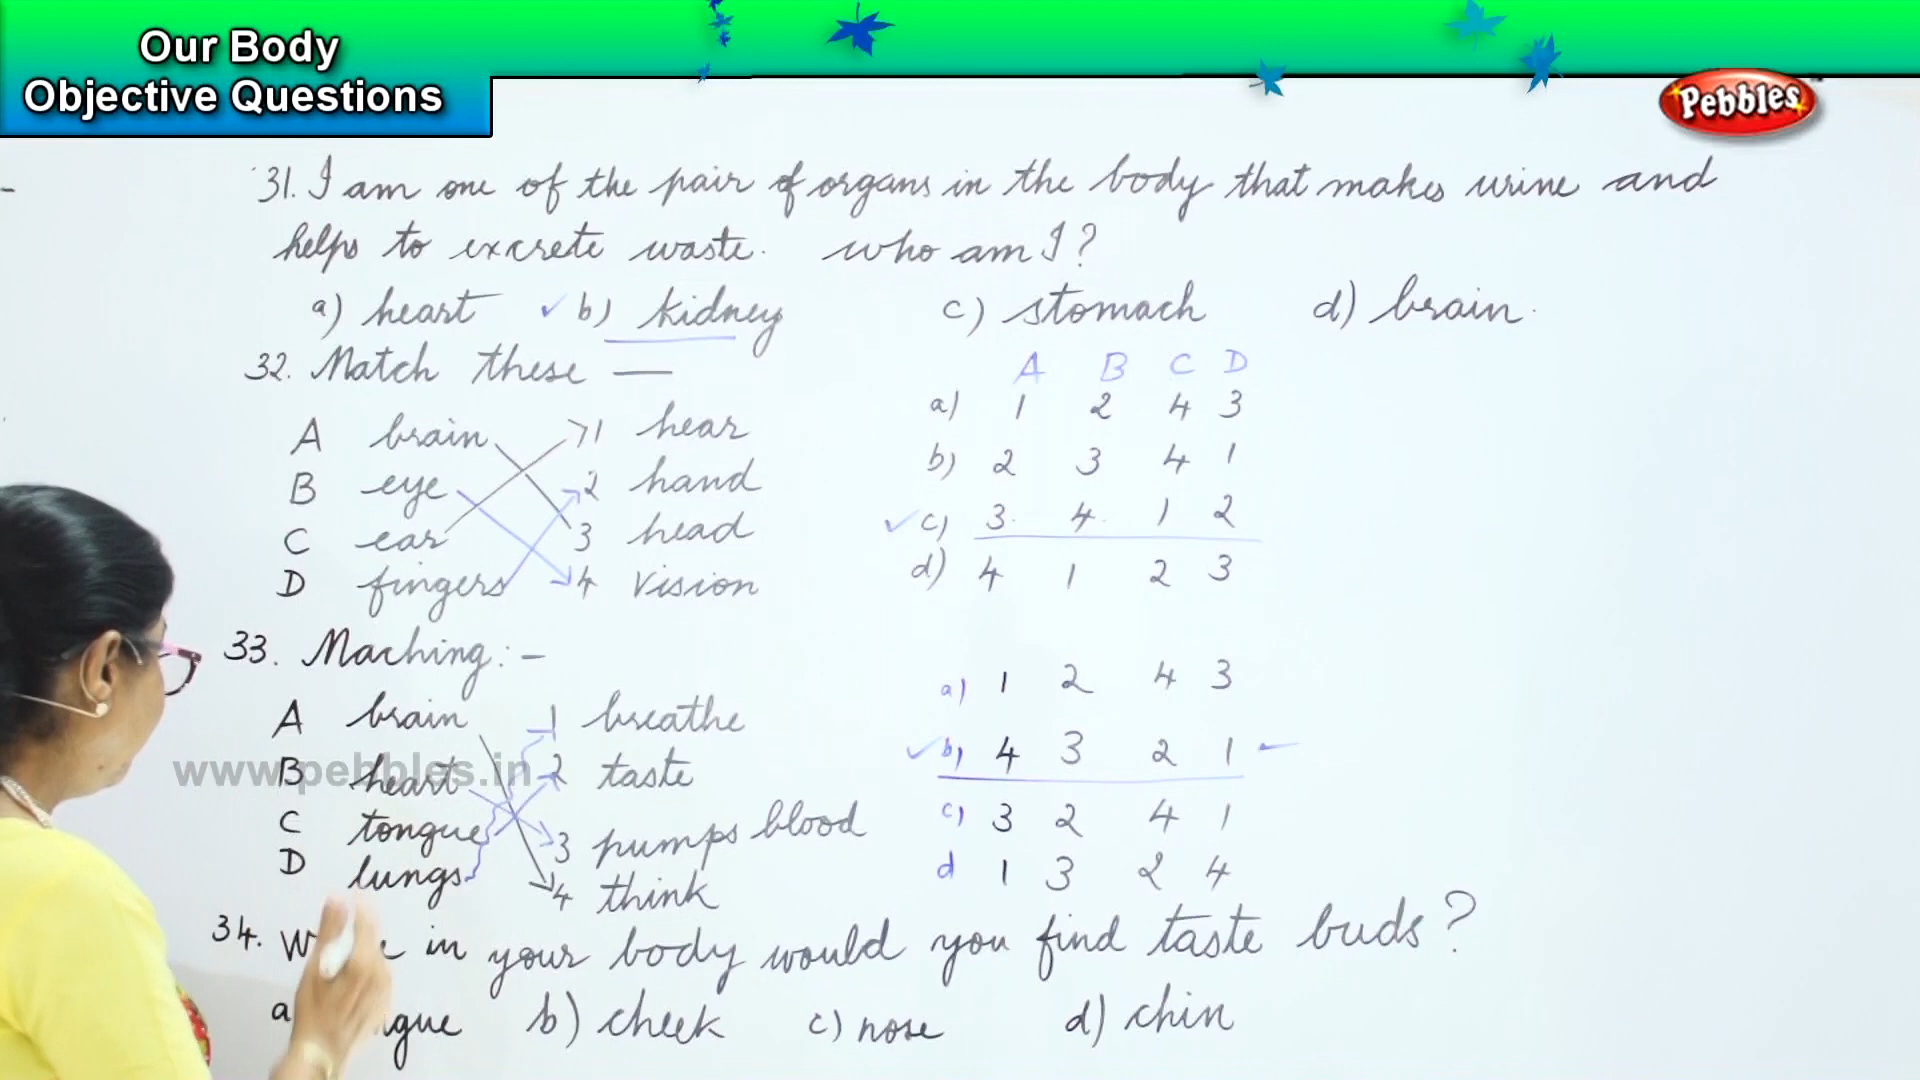 Our Body
Objective Questions
Pebbles
31. I am one of the pair of organs in the body that makes urine and
helps to excrete waste. who am I?
a) heart ✓ b) kidney c) stomach d) brain.
32. Match these —
A B C D
A brain 1 hear a) 1 2 4 3
B eye 2 hand b) 2 3 4 1
C ear 3 head ✓ c) 3 4 1 2
D fingers 4 vision d) 4 1 2 3
33. Maching:-
A brain 1 breathe a) 1 2 4 3
B heart 2 taste ✓ b) 4 3 2 1
C tongue 3 pumps blood c) 3 2 4 1
D lungs 4 think d 1 3 2 4
www.pebbles.in
34. in your body would you find taste buds?
a b) cheek c) nose d) chin